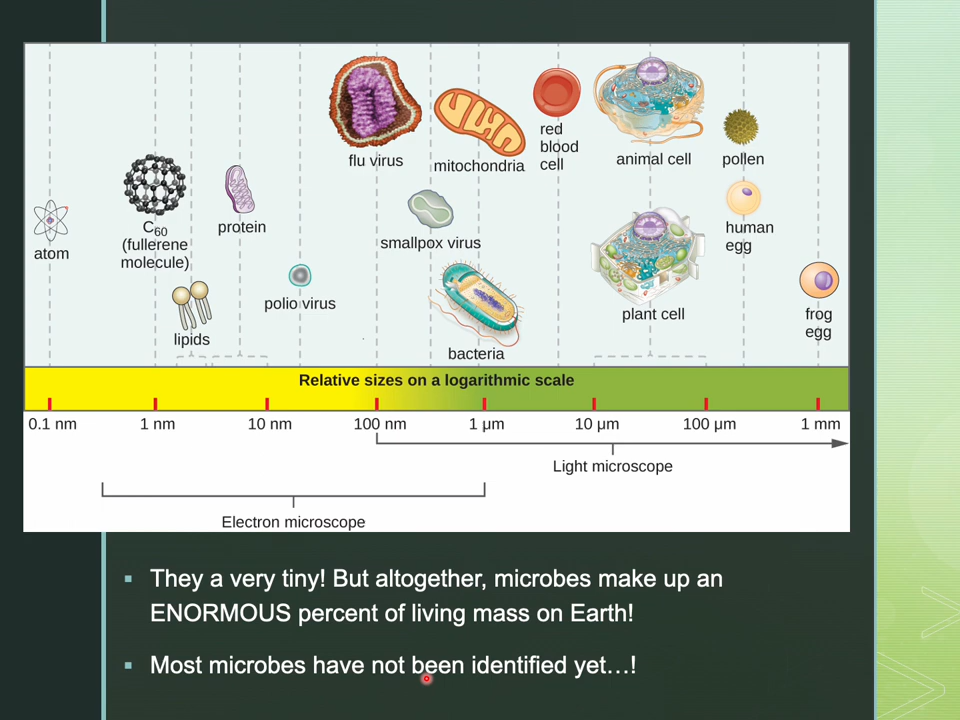 flu virus
mitochondria
red
blood
cell
animal cell
pollen
atom
C60
(fullerene
molecule)
protein
smallpox virus
human
egg
lipids
polio virus
bacteria
plant cell
frog
egg
Relative sizes on a logarithmic scale
0.1 nm 1 nm 10 nm 100 nm 1 μm 10 μm 100 μm 1 mm
Light microscope
Electron microscope
▪ They a very tiny! But altogether, microbes make up an
ENORMOUS percent of living mass on Earth!
▪ Most microbes have not been identified yet…!